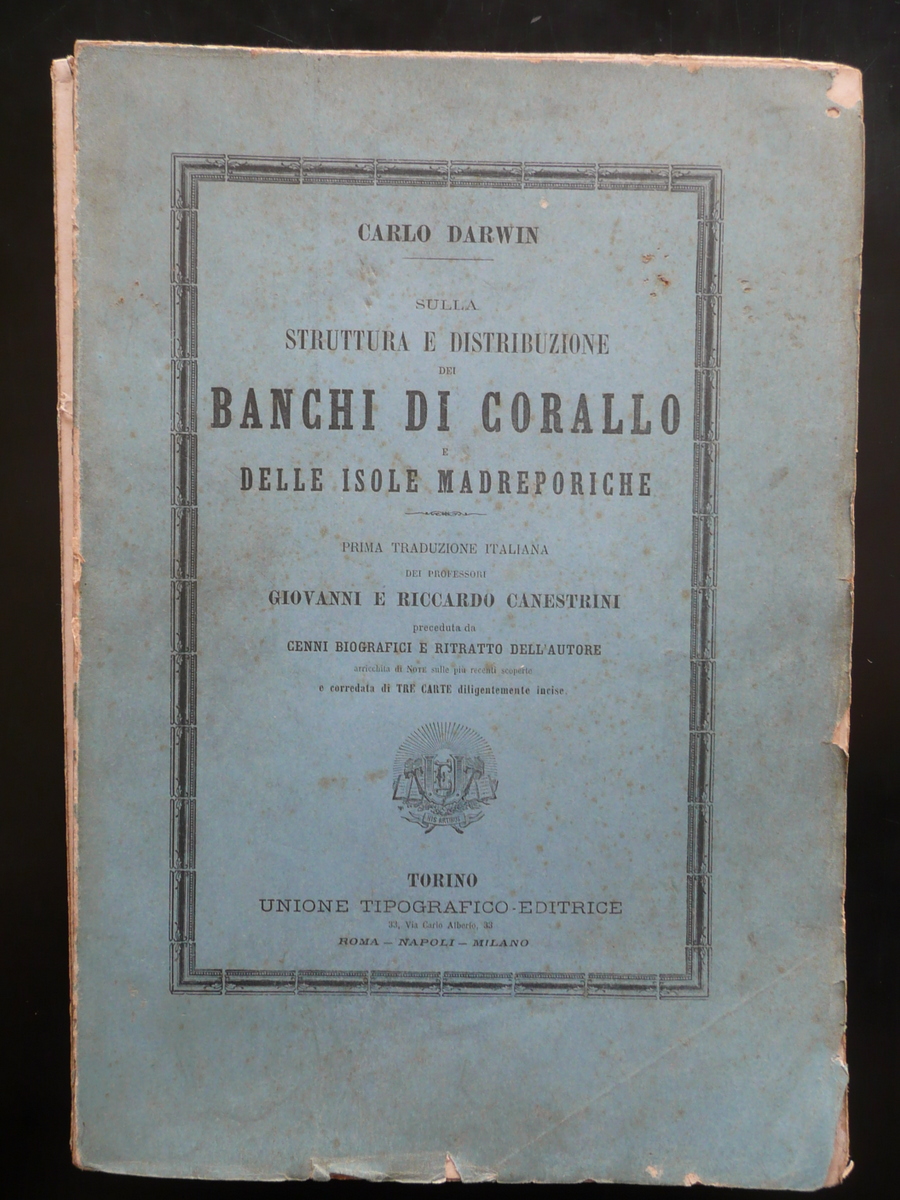 CARLO DARWIN
SULLA
STRUTTURA E DISTRIBUZIONE
DEI
BANCHI DI CORALLO
E
DELLE ISOLE MADREPORICHE
PRIMA TRADUZIONE ITALIANA
DEI PROFESSORI
GIOVANNI E RICCARDO CANESTRINI
preceduta da
CENNI BIOGRAFICI E RITRATTO DELL'AUTORE
arricchita di NOTE sulle più recenti scoperte
e corredata di TRE CARTE diligentemente incise
TORINO
UNIONE TIPOGRAFICO-EDITRICE
33, Via Carlo Alberto, 33
ROMA — NAPOLI — MILANO